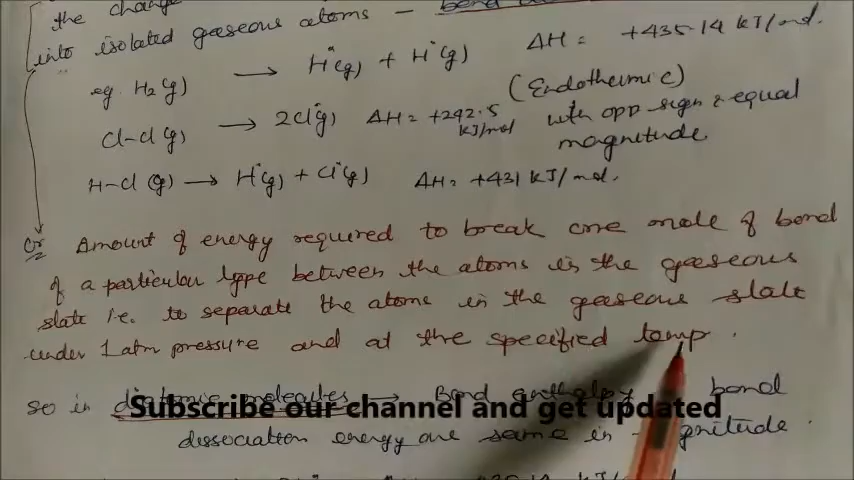 the change
into isolated gaseous atoms – bond
eg. H₂(g) ⟶ H(g) + H(g) ΔH = +435.14 kJ/mol.
(Endothermic)
Cl–Cl(g) ⟶ 2Cl(g) ΔH = +242.5 kJ/mol with opp sign & equal
magnitude
H–Cl (g) ⟶ H(g) + Cl(g) ΔH = +431 kJ/mol.
Or Amount of energy required to break one mole of bond
of a particular type between the atoms in the gaseous
state i.e. to separate the atoms in the gaseous state
under 1 atm pressure and at the specified temp.
so in diatomic molecules ⟶ Bond enthalpy bond
Subscribe our channel and get updated
dissociation energy are same in magnitude.